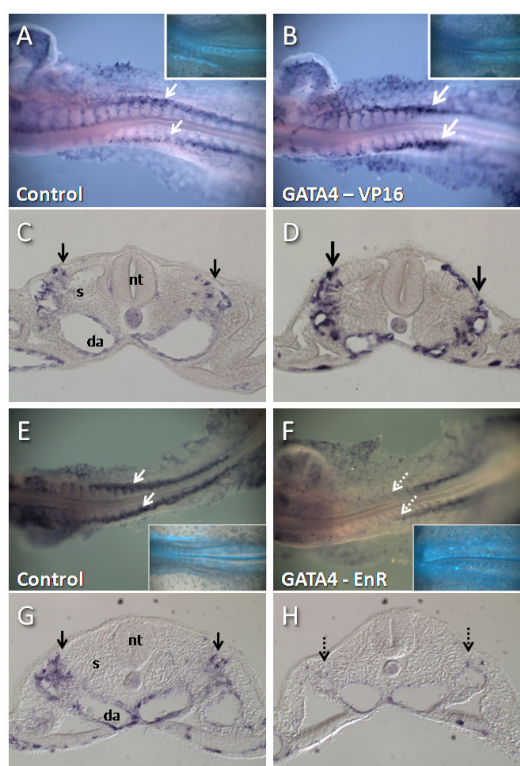 A
B
Control
GATA4 – VP16
C
D
nt
s
da
E
F
Control
GATA4 - EnR
G
H
nt
s
da